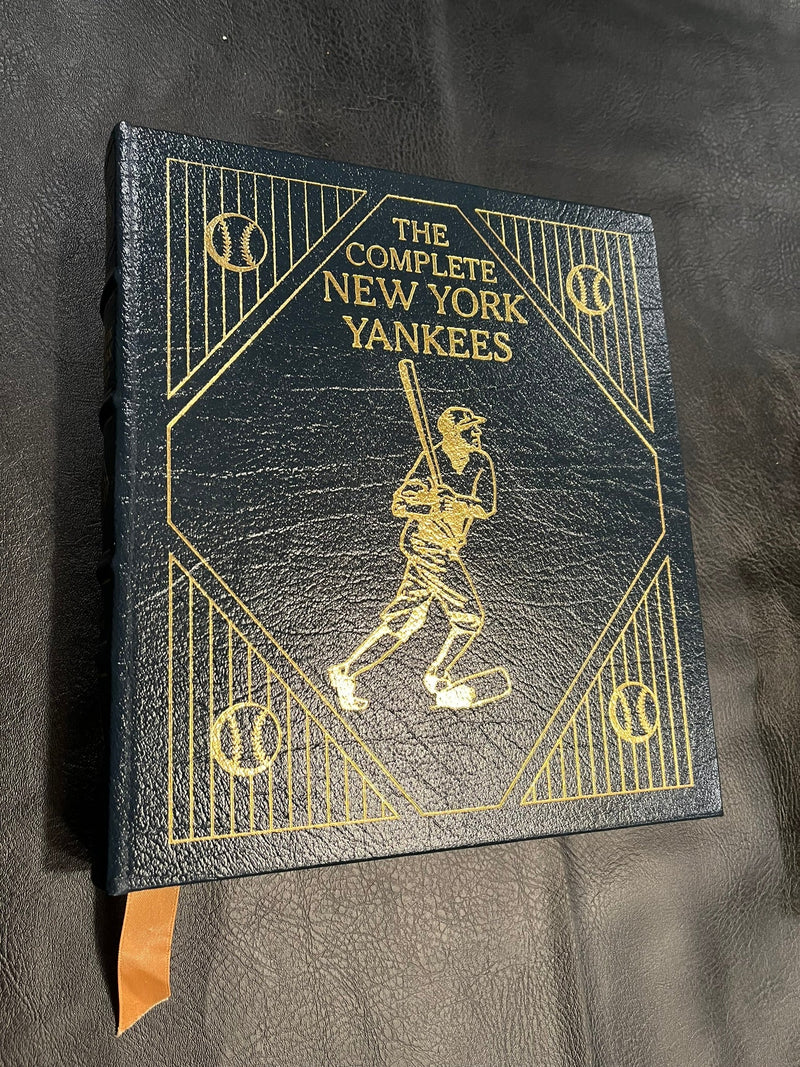 THE
COMPLETE
NEW YORK
YANKEES